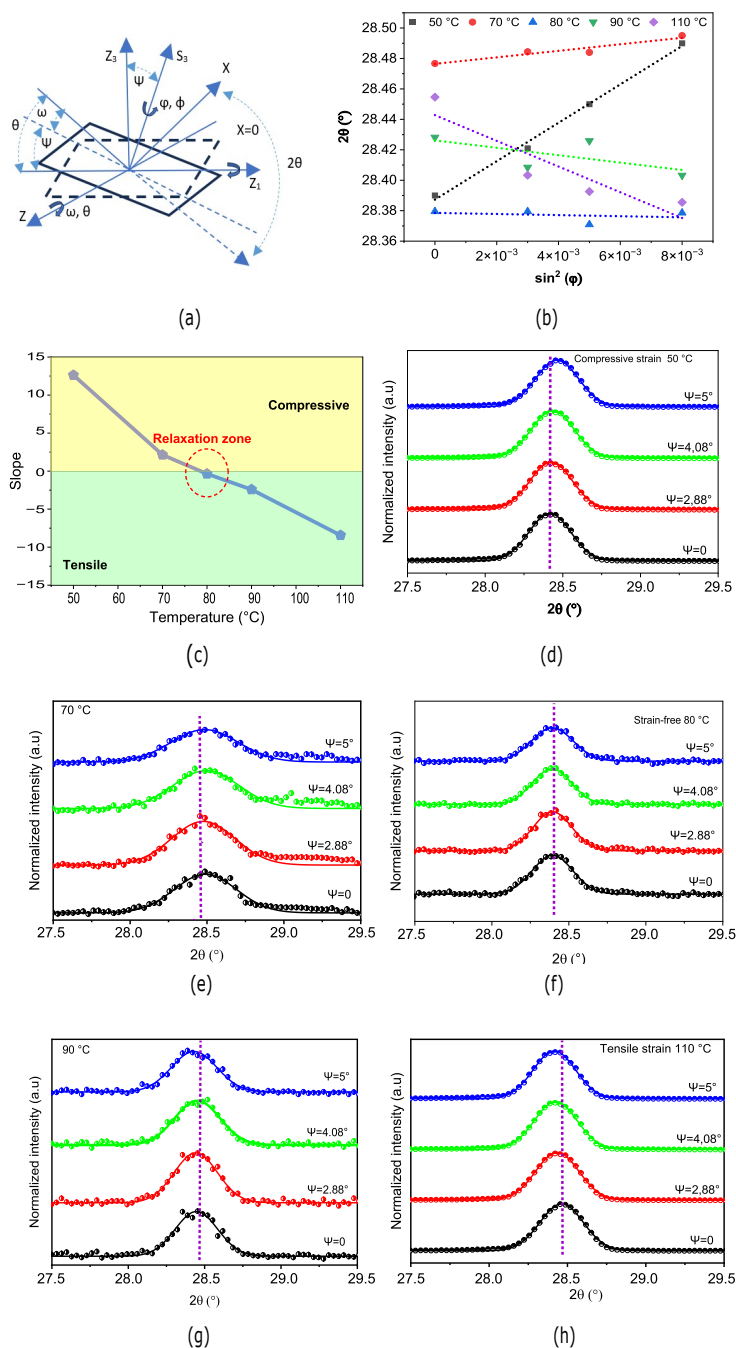 Z₃
S₃
X
Ψ
φ, ϕ
ω
θ
Ψ
X=0
2θ
Z₁
Z
ω, θ
(a)
50 °C 70 °C 80 °C 90 °C 110 °C
28.50
28.48
28.46
28.44
28.42
28.40
28.38
28.36
2θ (°)
0 2×10⁻³ 4×10⁻³ 6×10⁻³ 8×10⁻³
sin² (φ)
(b)
15
10
5
0
−5
−10
−15
Slope
Compressive
Relaxation zone
Tensile
50 60 70 80 90 100 110
Temperature (°C)
(c)
Compressive strain 50 °C
Normalized intensity (a.u)
Ψ=5°
Ψ=4,08°
Ψ=2,88°
Ψ=0
27.5 28.0 28.5 29.0 29.5
2θ (°)
(d)
70 °C
Normalized intensity (a.u)
Ψ=5°
Ψ=4.08°
Ψ=2.88°
Ψ=0
27.5 28.0 28.5 29.0 29.5
2θ (°)
(e)
Strain-free 80 °C
Normalized intensity (a.u)
Ψ=5°
Ψ=4.08°
Ψ=2.88°
Ψ=0
27.5 28.0 28.5 29.0 29.5
2θ (°)
(f)
90 °C
Normalized intensity (a.u)
Ψ=5°
Ψ=4.08°
Ψ=2.88°
Ψ=0
27.5 28.0 28.5 29.0 29.5
2θ (°)
(g)
Tensile strain 110 °C
Normalized intensity (a.u)
Ψ=5°
Ψ=4,08°
Ψ=2,88°
Ψ=0
27.5 28.0 28.5 29.0 29.5
2θ (°)
(h)